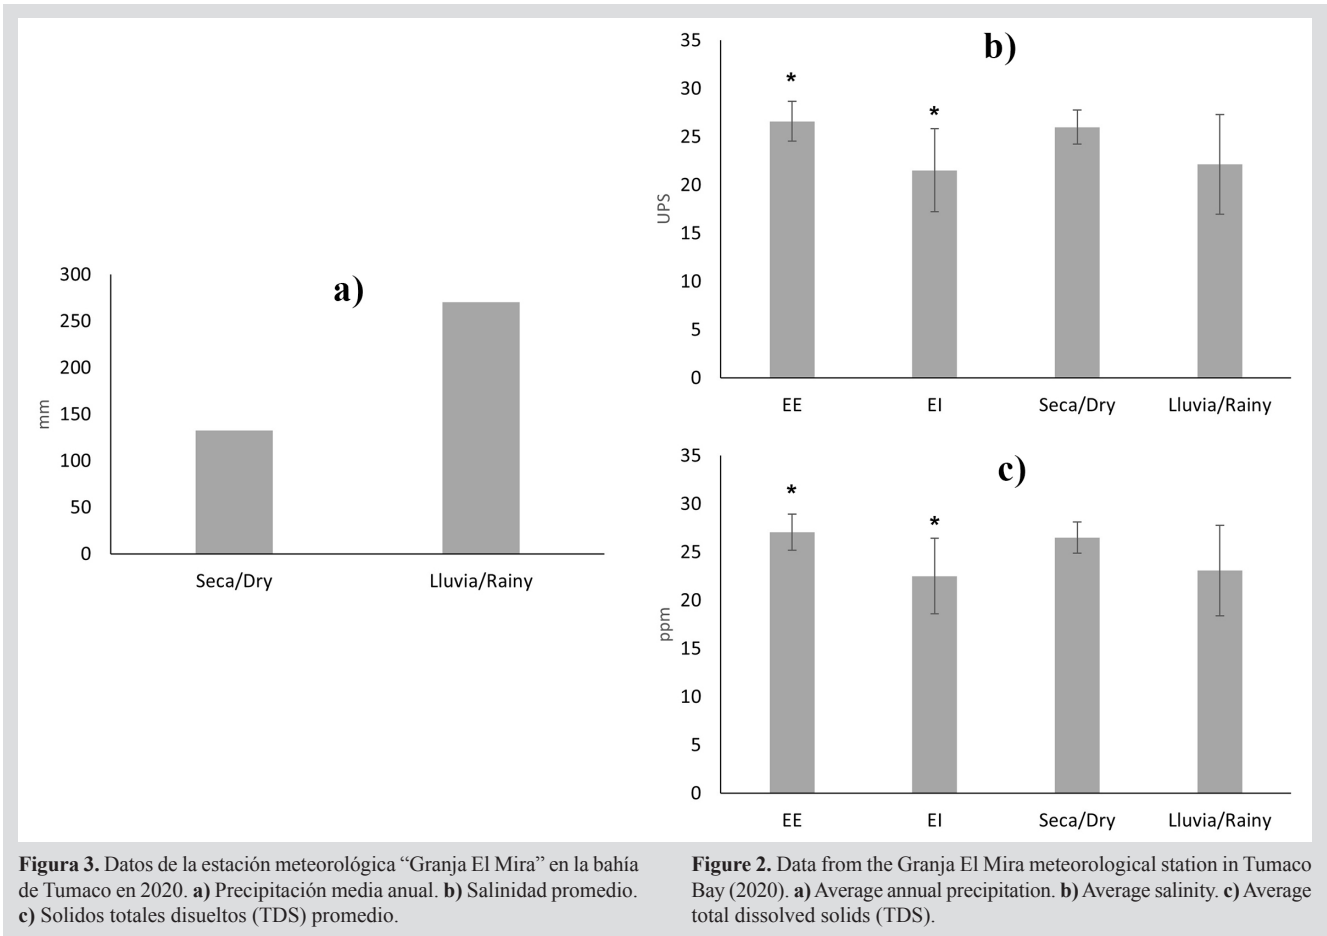 a)
300
250
200
150
100
50
0
mm
Seca/Dry
Lluvia/Rainy
b)
35
30
25
20
15
10
5
0
UPS
*
*
EE
EI
Seca/Dry
Lluvia/Rainy
c)
35
30
25
20
15
10
5
0
ppm
*
*
EE
EI
Seca/Dry
Lluvia/Rainy
Figura 3. Datos de la estación meteorológica “Granja El Mira” en la bahía
de Tumaco en 2020. a) Precipitación media anual. b) Salinidad promedio.
c) Solidos totales disueltos (TDS) promedio.
Figure 2. Data from the Granja El Mira meteorological station in Tumaco
Bay (2020). a) Average annual precipitation. b) Average salinity. c) Average
total dissolved solids (TDS).